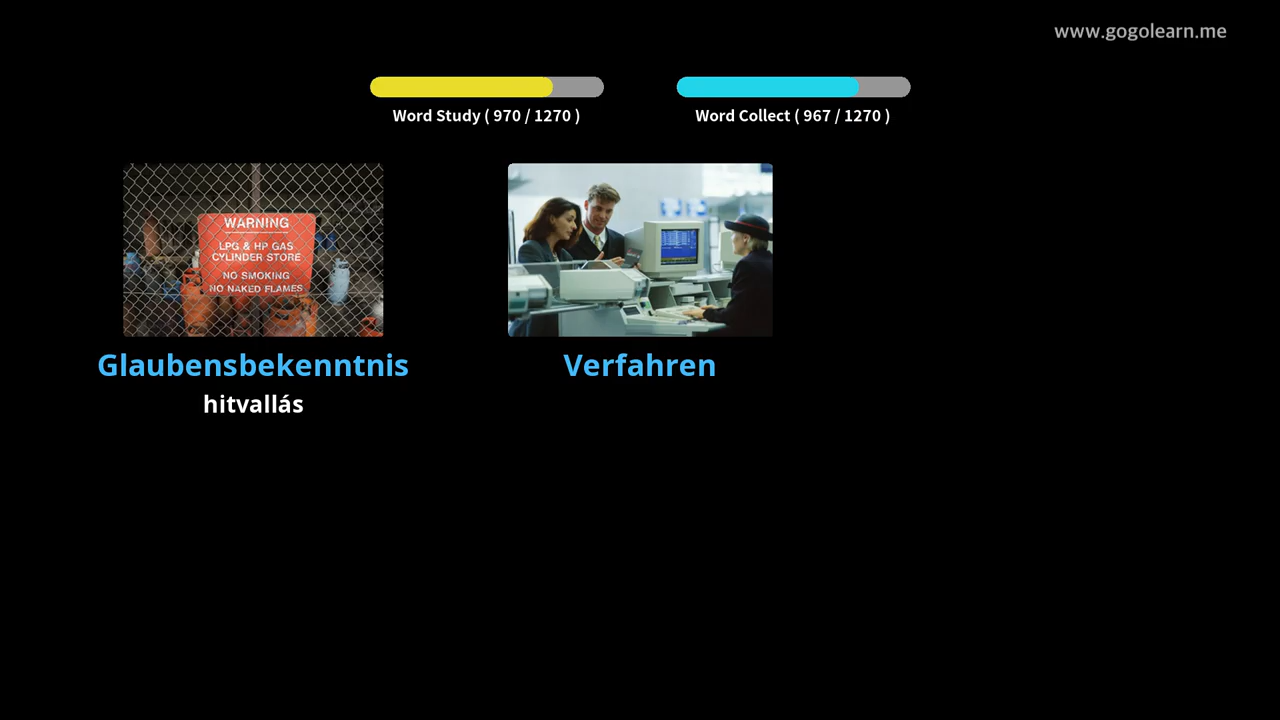 www.gogolearn.me
Word Study ( 970 / 1270 )
Word Collect ( 967 / 1270 )
WARNING
LPG & HP GAS
CYLINDER STORE
NO SMOKING
NO NAKED FLAMES
Glaubensbekenntnis
hitvallás
Verfahren